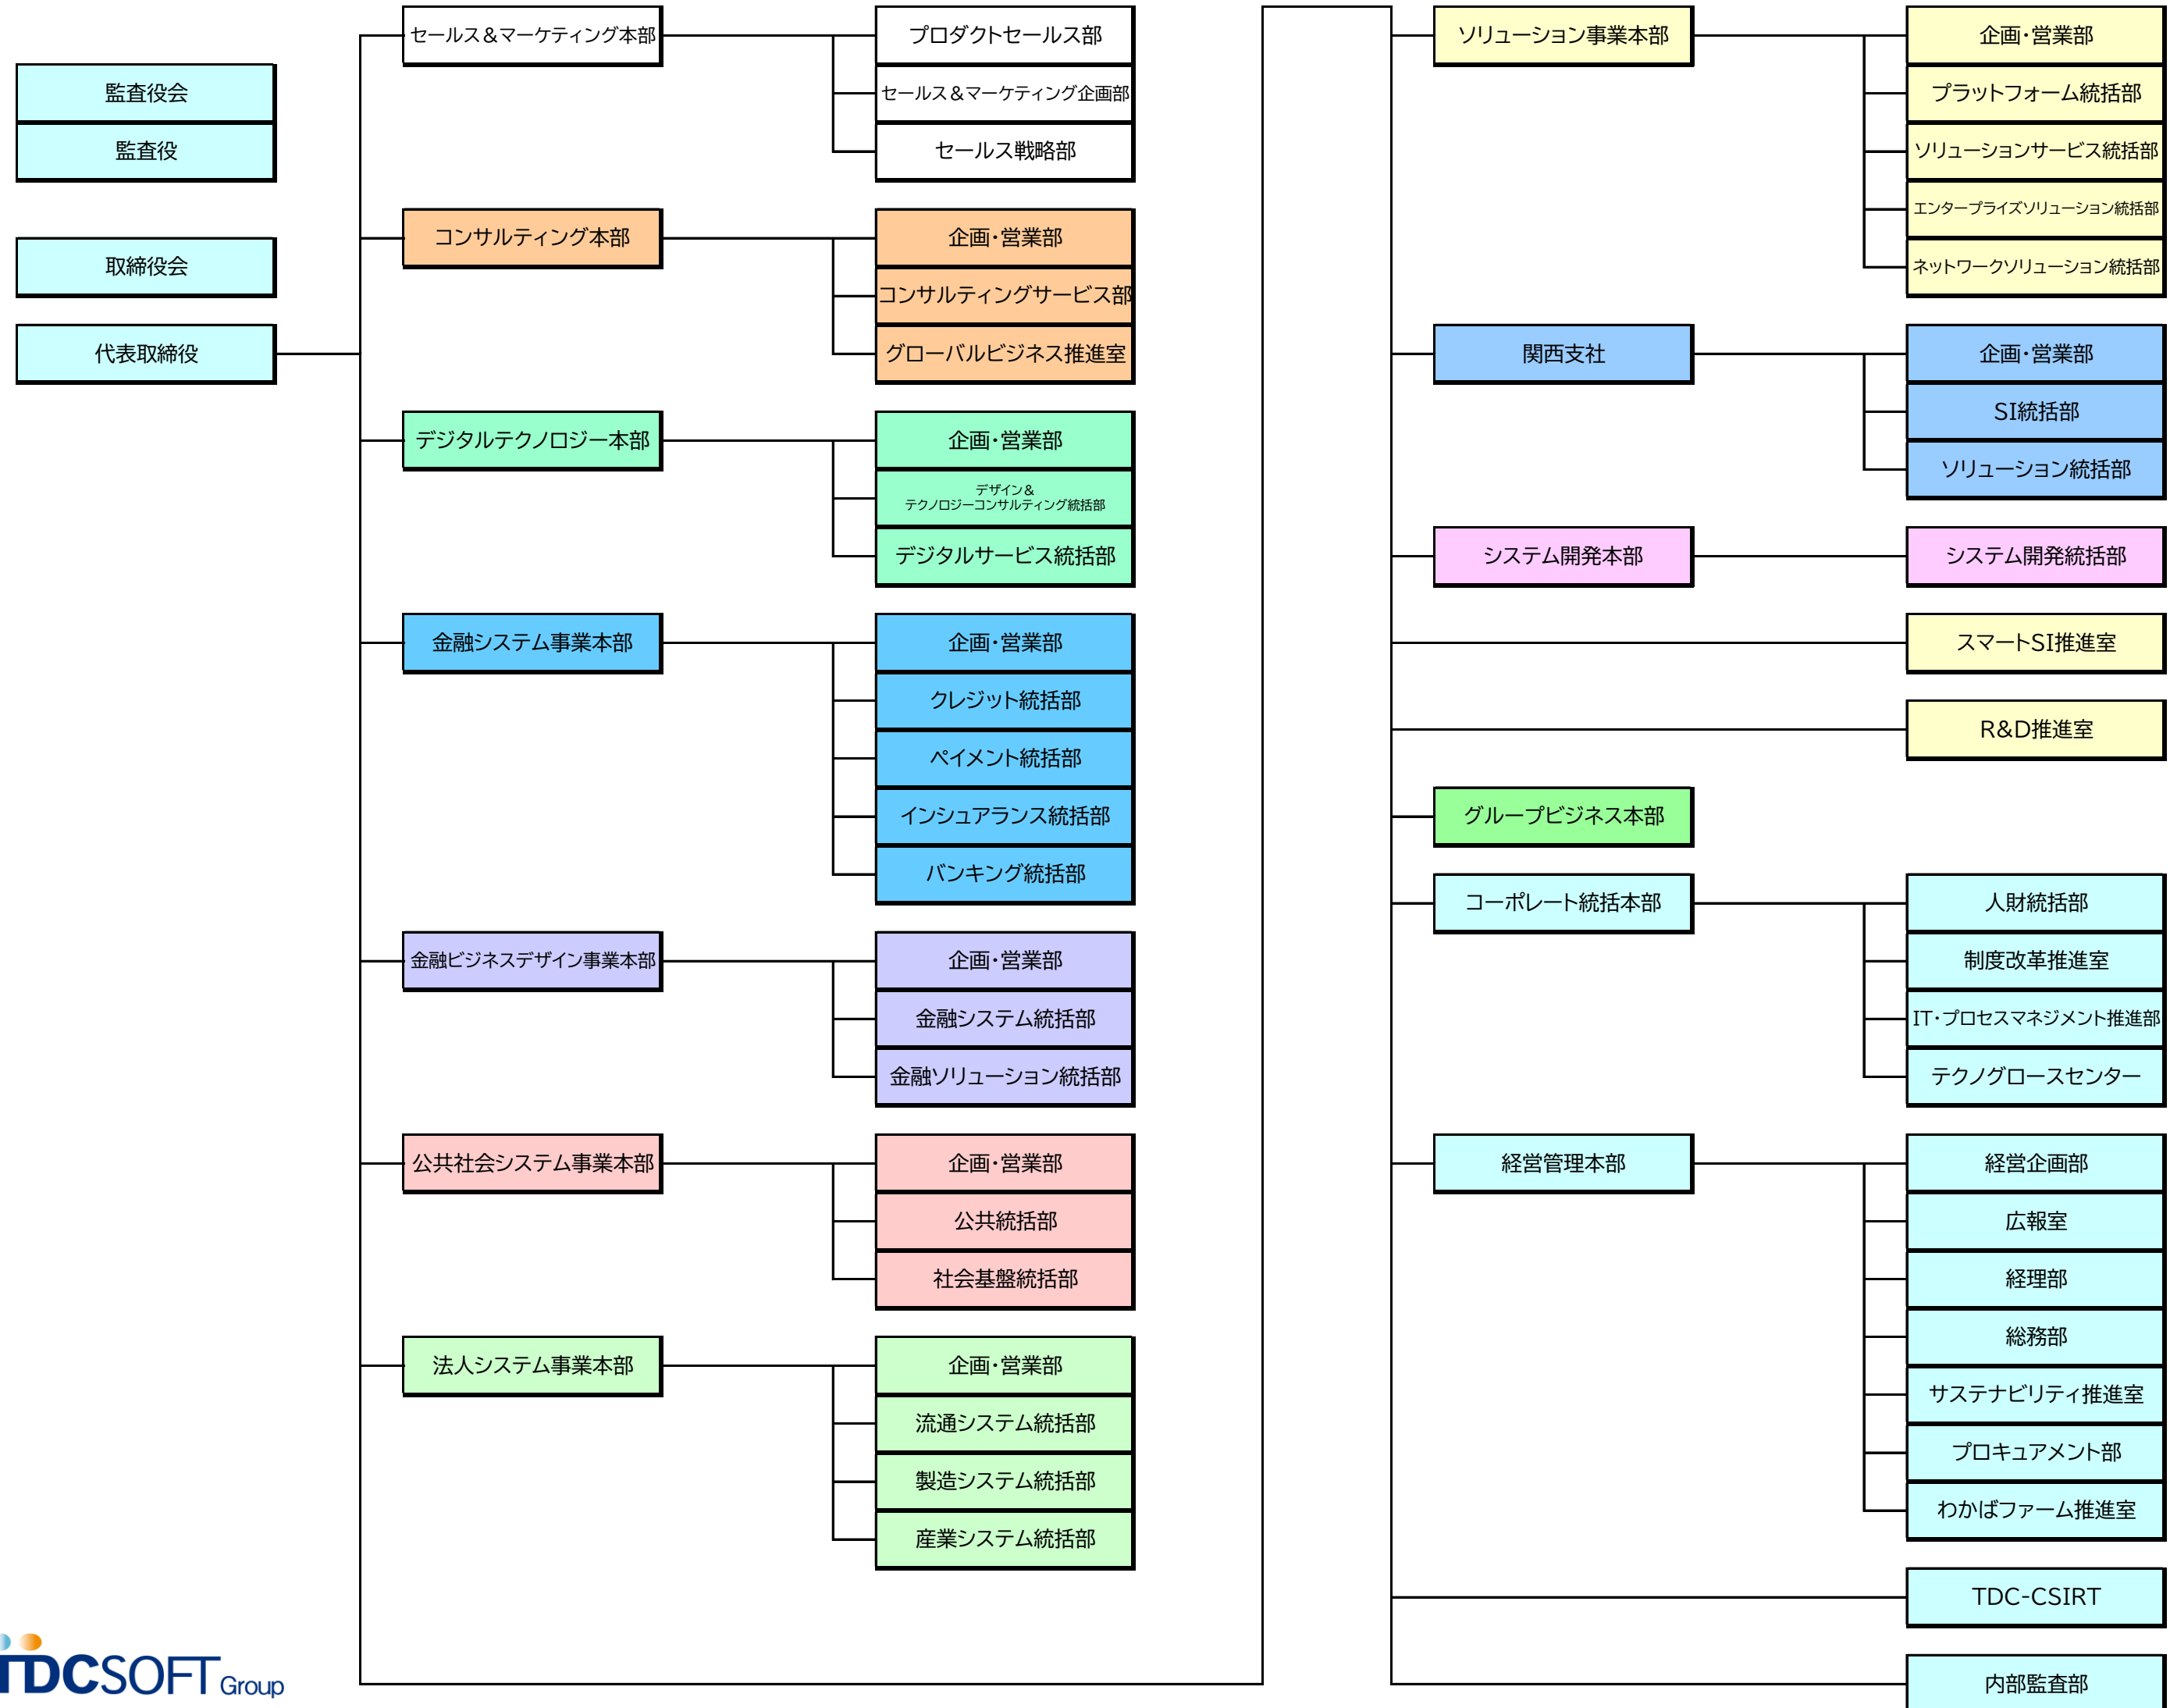 監査役会
監査役
取締役会
代表取締役
セールス＆マーケティング本部
プロダクトセールス部
セールス＆マーケティング企画部
セールス戦略部
コンサルティング本部
企画・営業部
コンサルティングサービス部
グローバルビジネス推進室
デジタルテクノロジー本部
企画・営業部
デザイン＆
テクノロジーコンサルティング統括部
デジタルサービス統括部
金融システム事業本部
企画・営業部
クレジット統括部
ペイメント統括部
インシュアランス統括部
バンキング統括部
金融ビジネスデザイン事業本部
企画・営業部
金融システム統括部
金融ソリューション統括部
公共社会システム事業本部
企画・営業部
公共統括部
社会基盤統括部
法人システム事業本部
企画・営業部
流通システム統括部
製造システム統括部
産業システム統括部
ソリューション事業本部
企画・営業部
プラットフォーム統括部
ソリューションサービス統括部
エンタープライズソリューション統括部
ネットワークソリューション統括部
関西支社
企画・営業部
SI統括部
ソリューション統括部
システム開発本部
システム開発統括部
スマートSI推進室
R&D推進室
グループビジネス本部
コーポレート統括本部
人財統括部
制度改革推進室
IT・プロセスマネジメント推進部
テクノグロースセンター
経営管理本部
経営企画部
広報室
経理部
総務部
サステナビリティ推進室
プロキュアメント部
わかばファーム推進室
TDC-CSIRT
内部監査部
TDCSOFT Group